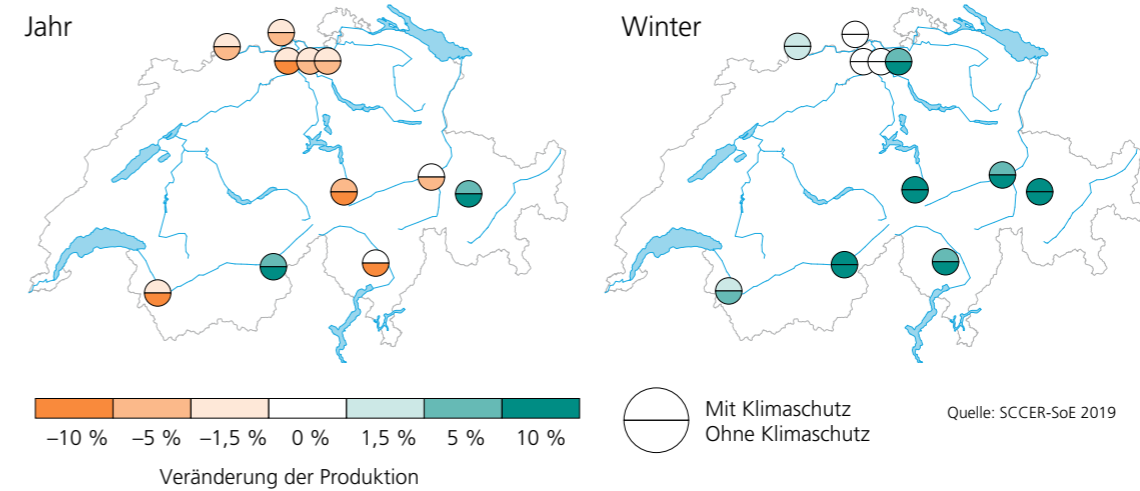 Jahr
Winter
–10 %
–5 %
–1,5 %
0 %
1,5 %
5 %
10 %
Veränderung der Produktion
Mit Klimaschutz
Ohne Klimaschutz
Quelle: SCCER-SoE 2019